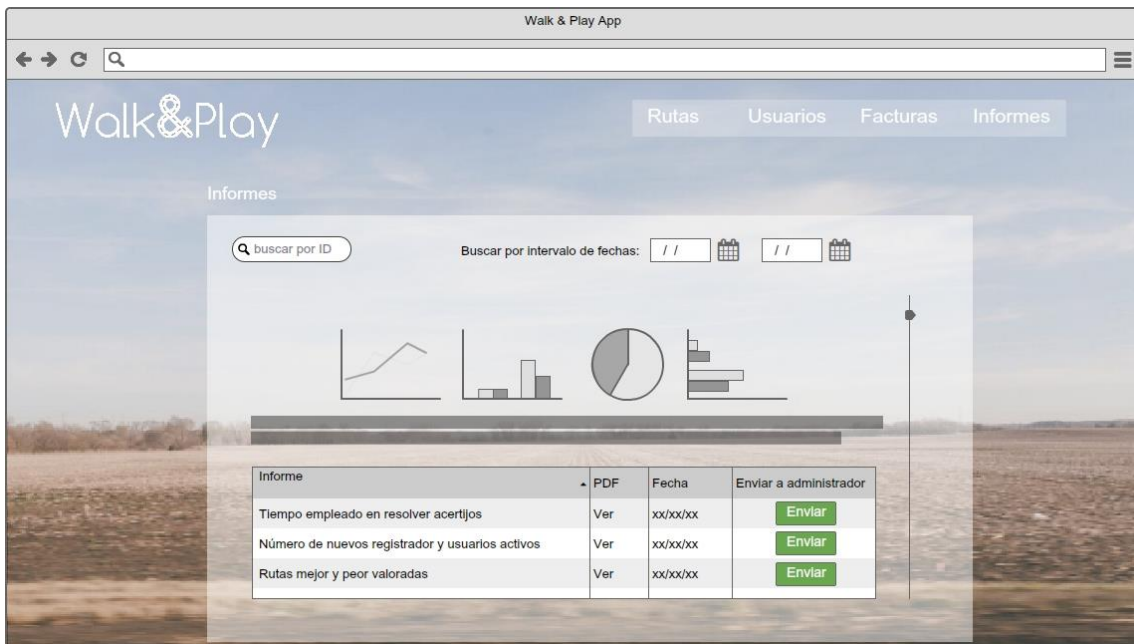 Walk & Play App
Walk&Play
Rutas Usuarios Facturas Informes
Informes
buscar por ID Buscar por intervalo de fechas: / / / /
Informe PDF Fecha Enviar a administrador
Tiempo empleado en resolver acertijos Ver xx/xx/xx Enviar
Número de nuevos registrador y usuarios activos Ver xx/xx/xx Enviar
Rutas mejor y peor valoradas Ver xx/xx/xx Enviar